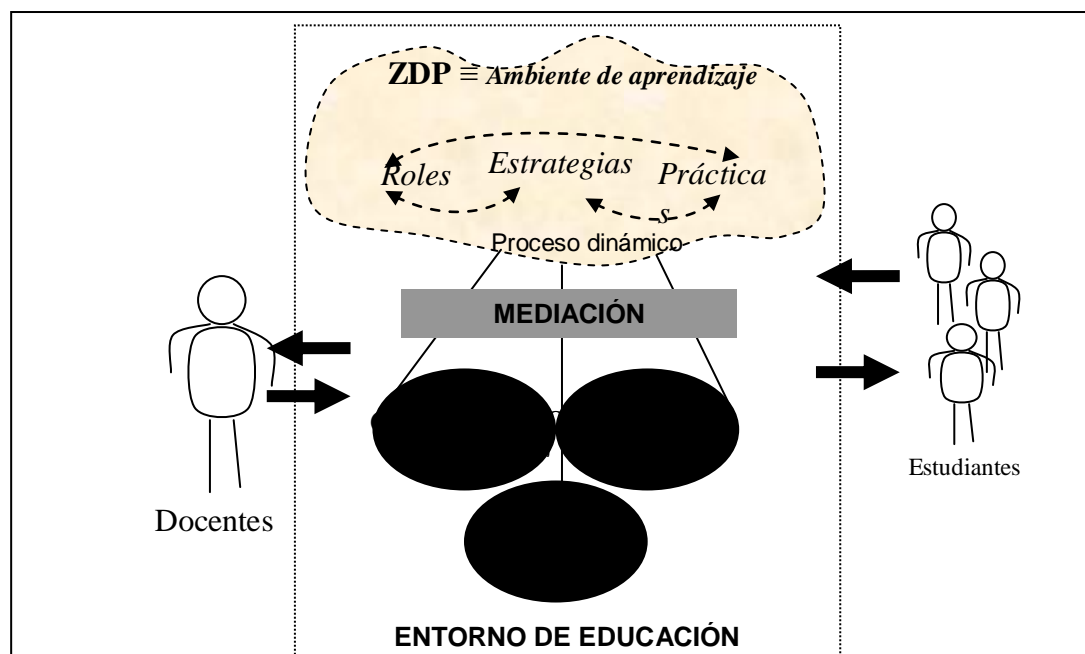 ZDP ≡ Ambiente de aprendizaje
Roles Estrategias Práctica
s
Proceso dinámico
MEDIACIÓN
Docentes
Estudiantes
ENTORNO DE EDUCACIÓN